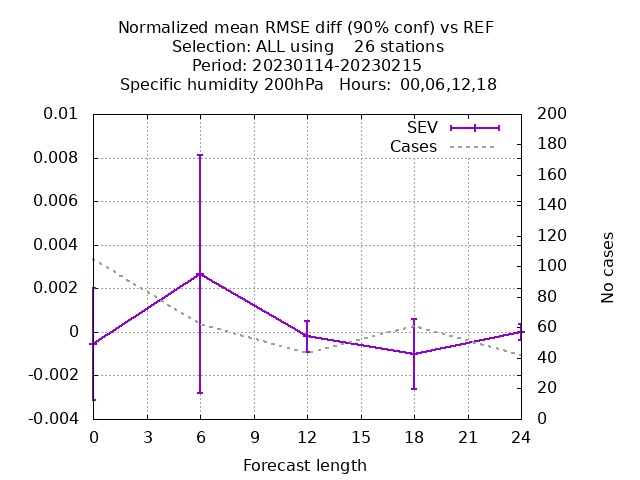 Normalized mean RMSE diff (90% conf) vs REF
Selection: ALL using    26 stations
Period: 20230114-20230215
Specific humidity 200hPa   Hours:  00,06,12,18
SEV
Cases
0.01
0.008
0.006
0.004
0.002
0
-0.002
-0.004
200
180
160
140
120
100
80
60
40
20
0
No cases
0 3 6 9 12 15 18 21 24
Forecast length